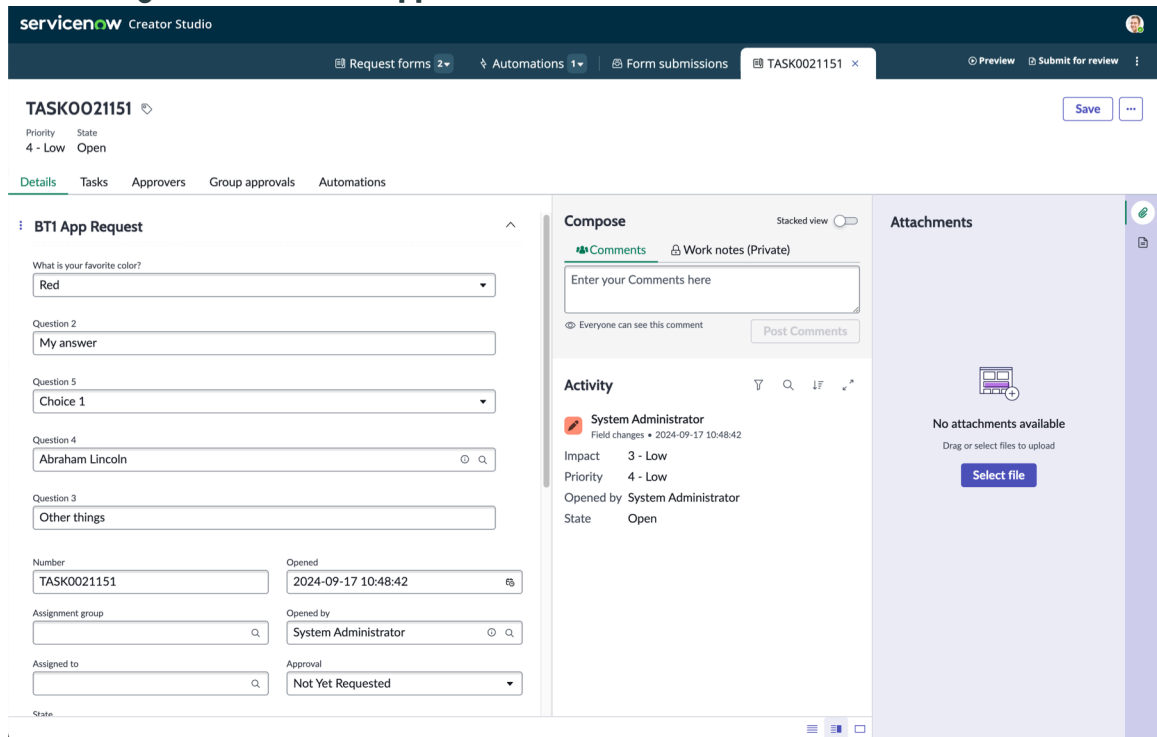 servicenow Creator Studio
Request forms 2 Automations 1 Form submissions TASK0021151 × Preview Submit for review
TASK0021151
Save ...
Priority State
4 - Low Open
Details Tasks Approvers Group approvals Automations
BT1 App Request
What is your favorite color?
Red
Question 2
My answer
Question 5
Choice 1
Question 4
Abraham Lincoln
Question 3
Other things
Number
TASK0021151
Opened
2024-09-17 10:48:42
Assignment group
Opened by
System Administrator
Assigned to
Approval
Not Yet Requested
State
Compose
Stacked view
Comments Work notes (Private)
Enter your Comments here
Everyone can see this comment
Post Comments
Activity
System Administrator
Field changes • 2024-09-17 10:48:42
Impact 3 - Low
Priority 4 - Low
Opened by System Administrator
State Open
Attachments
No attachments available
Drag or select files to upload
Select file